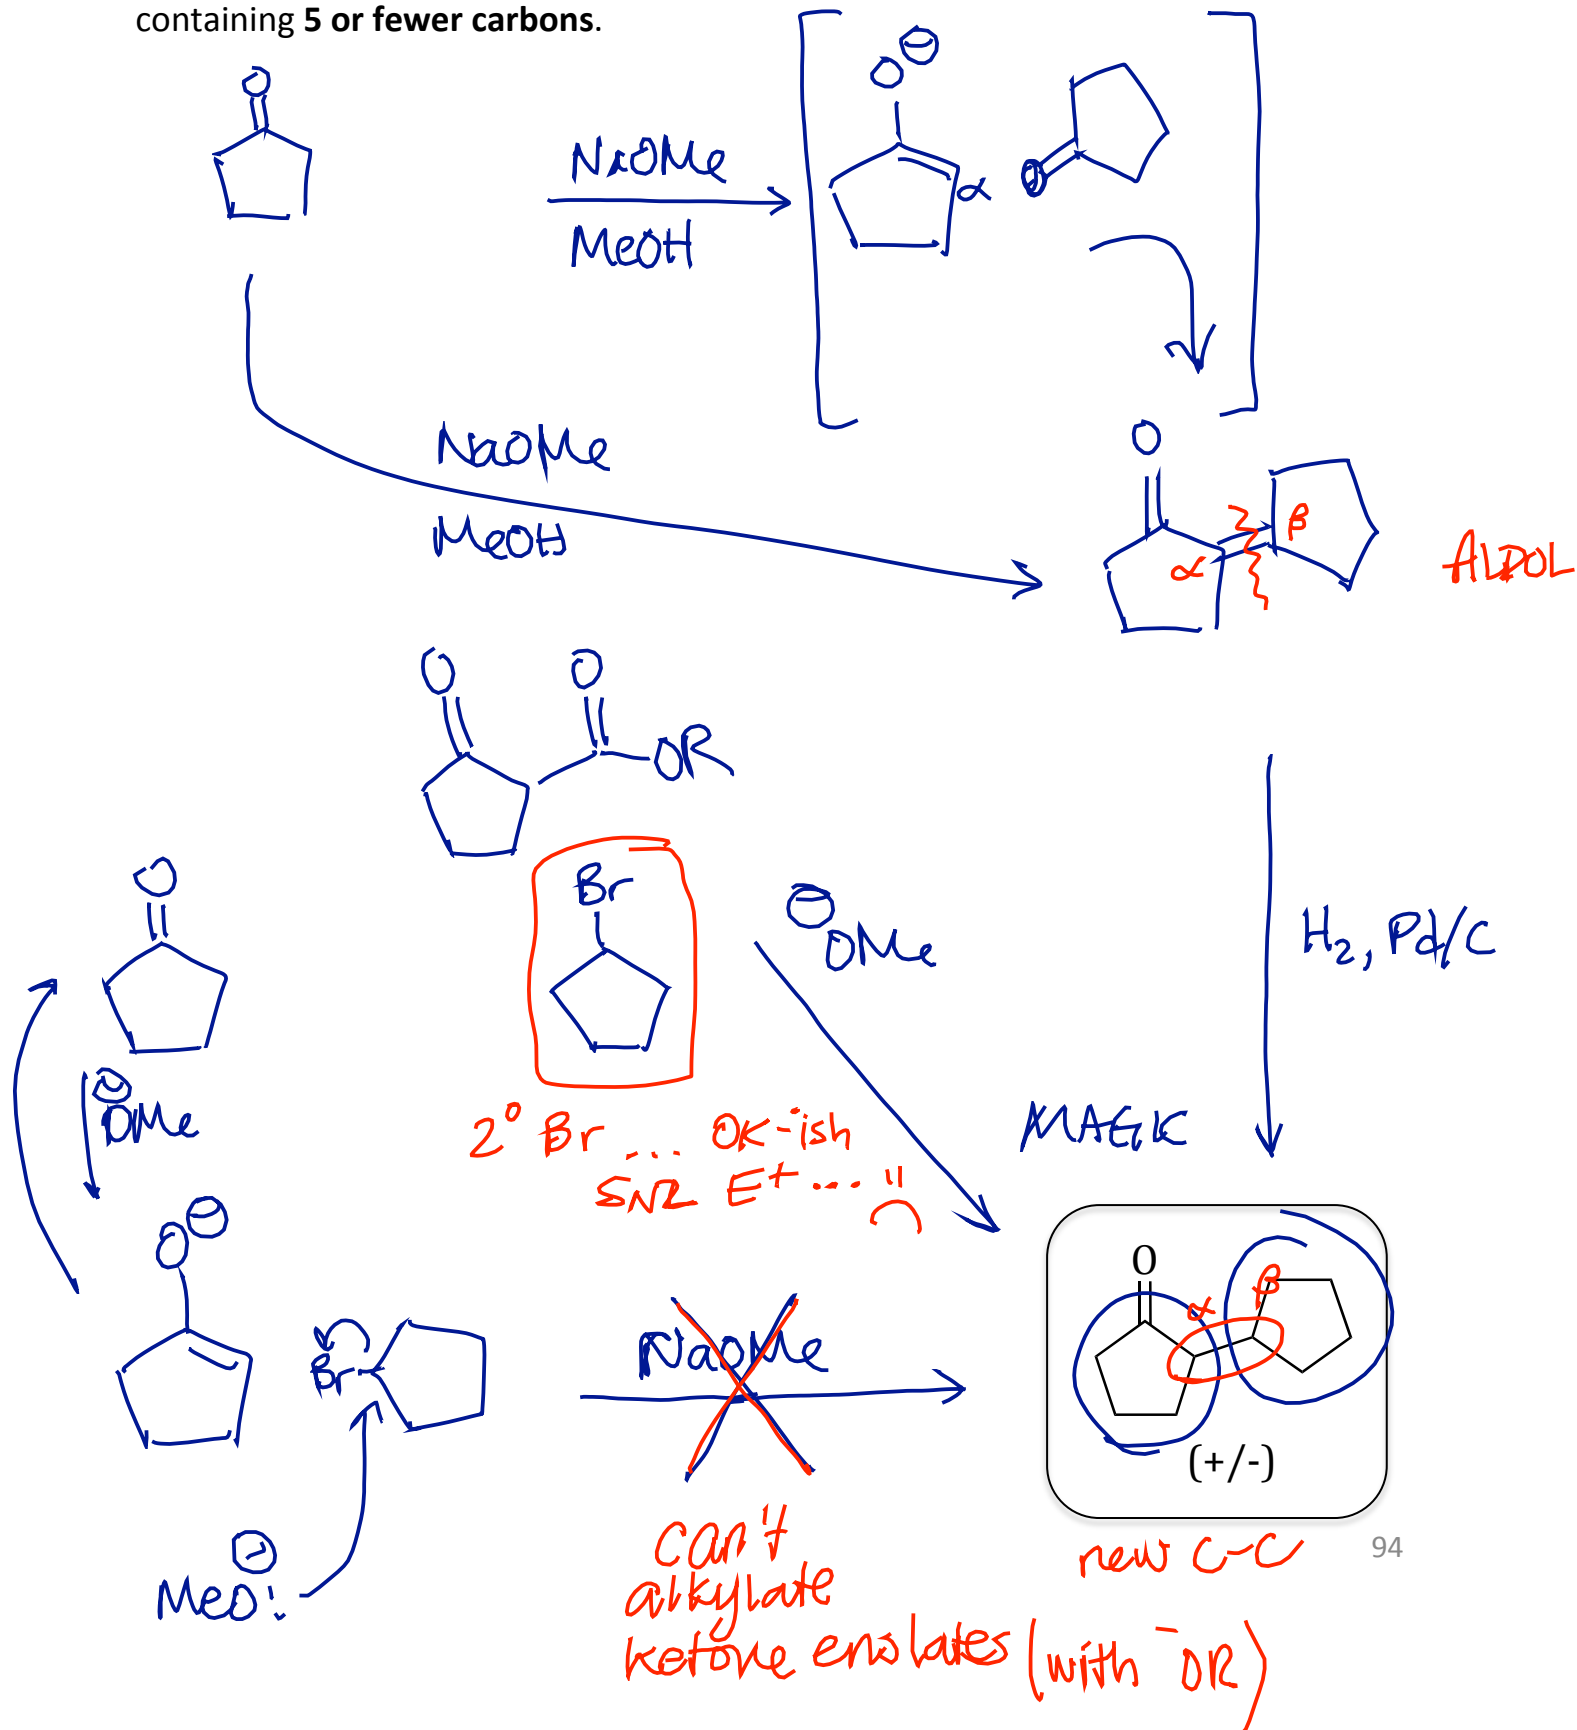 containing 5 or fewer carbons.
O
O ⊖
NaOMe
MeOH
α
O
O
NaOMe
MeOH
β
α
ALDOL
O O
OR
Br
O
⊖
OMe
H₂, Pd/C
⊖
OMe
2° Br ... OK-ish
SN2 E+ ...
MAGIC
O ⊖
O
α
β
Br
NaOMe
(+/-)
new C-C
94
can't
alkylate
ketone enolates (with ⁻OR)
⊖
MeO: